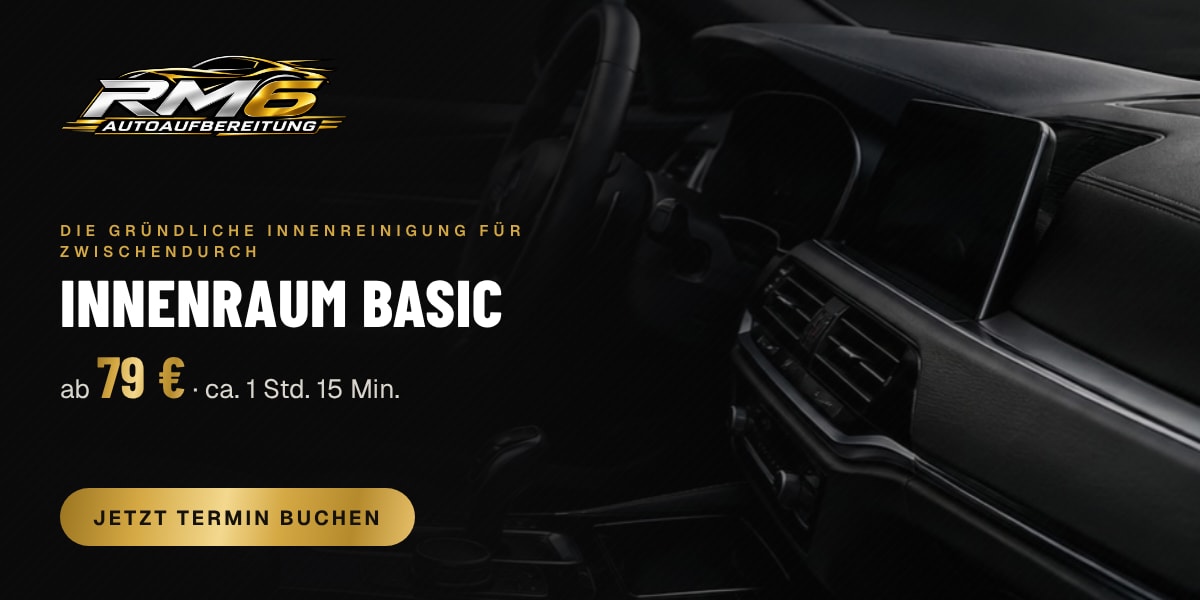 RM6
AUTOAUFBEREITUNG
DIE GRÜNDLICHE INNENREINIGUNG FÜR
ZWISCHENDURCH
INNENRAUM BASIC
ab 79 € · ca. 1 Std. 15 Min.
JETZT TERMIN BUCHEN